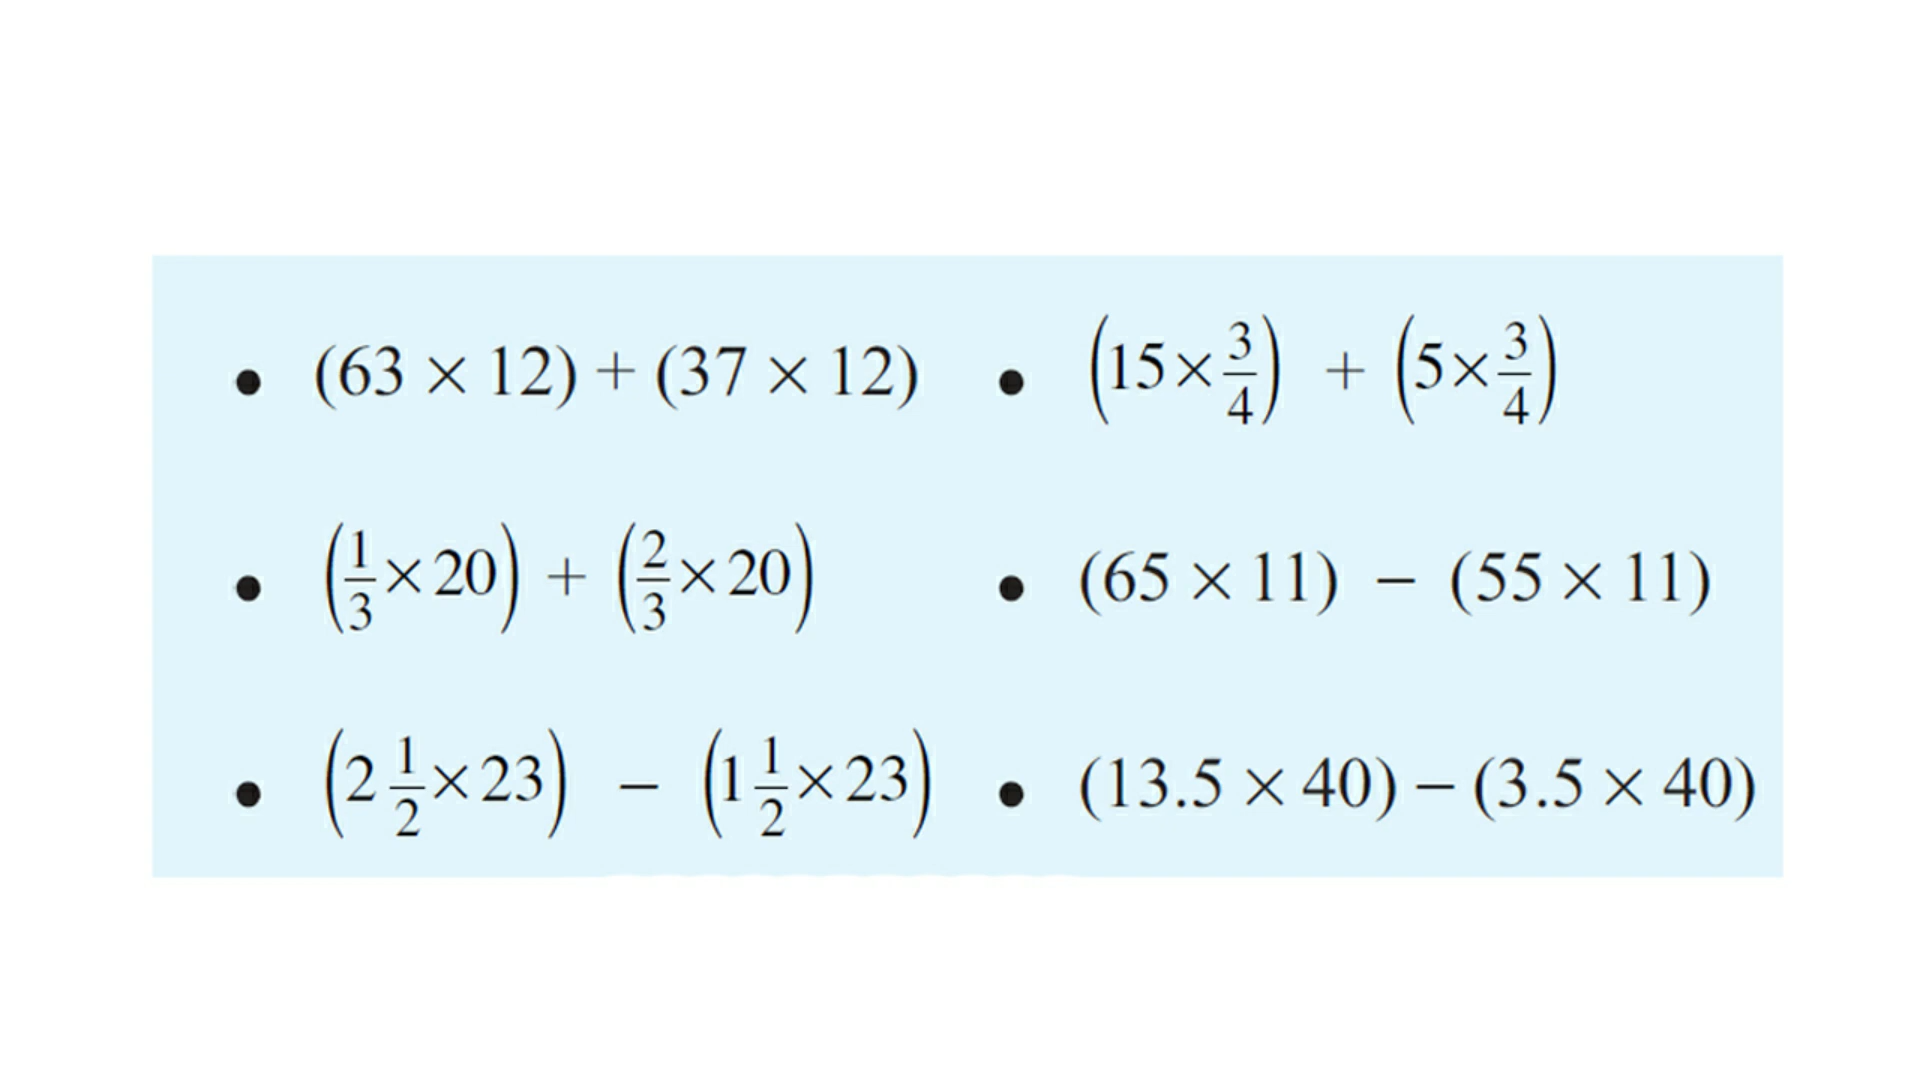 • (63 × 12) + (37 × 12) • (15 × 3/4) + (5 × 3/4)
• (1/3 × 20) + (2/3 × 20) • (65 × 11) − (55 × 11)
• (2 1/2 × 23) − (1 1/2 × 23) • (13.5 × 40) − (3.5 × 40)